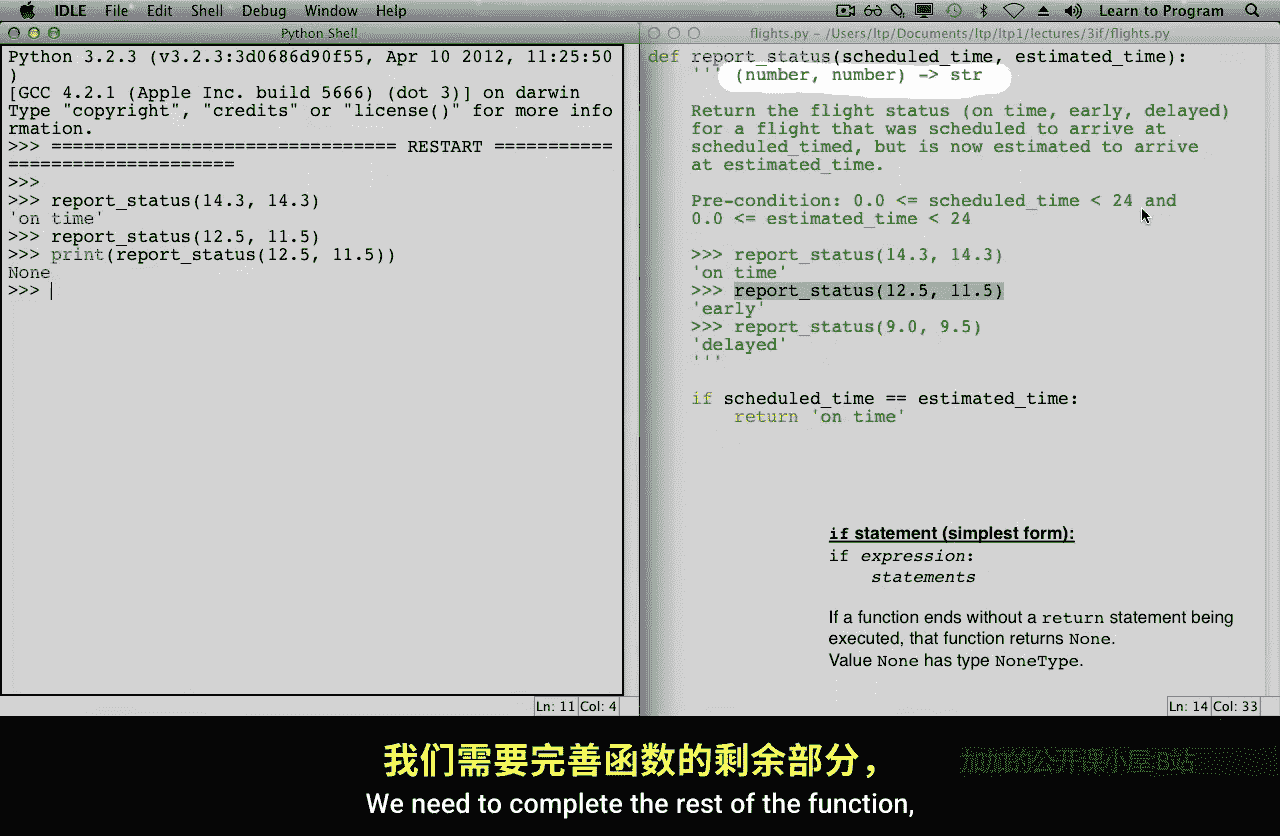 IDLE File Edit Shell Debug Window Help Learn to Program
Python Shell
Python 3.2.3 (v3.2.3:3d0686d90f55, Apr 10 2012, 11:25:50
)
[GCC 4.2.1 (Apple Inc. build 5666) (dot 3)] on darwin
Type "copyright", "credits" or "license()" for more info
rmation.
>>> ================================ RESTART ===========
=====================
>>>
>>> report_status(14.3, 14.3)
'on time'
>>> report_status(12.5, 11.5)
>>> print(report_status(12.5, 11.5))
None
>>>
Ln: 11 Col: 4
flights.py – /Users/ltp/Documents/ltp/ltp1/lectures/3if/flights.py
def report_status(scheduled_time, estimated_time):
''' (number, number) -> str
Return the flight status (on time, early, delayed)
for a flight that was scheduled to arrive at
scheduled_timed, but is now estimated to arrive
at estimated_time.
Pre-condition: 0.0 <= scheduled_time < 24 and
0.0 <= estimated_time < 24
>>> report_status(14.3, 14.3)
'on time'
>>> report_status(12.5, 11.5)
'early'
>>> report_status(9.0, 9.5)
'delayed'
'''
if scheduled_time == estimated_time:
return 'on time'
if statement (simplest form):
if expression:
statements
If a function ends without a return statement being
executed, that function returns None.
Value None has type NoneType.
Ln: 14 Col: 33
我们需要完善函数的剩余部分，
加加的公开课小屋·B站
We need to complete the rest of the function,